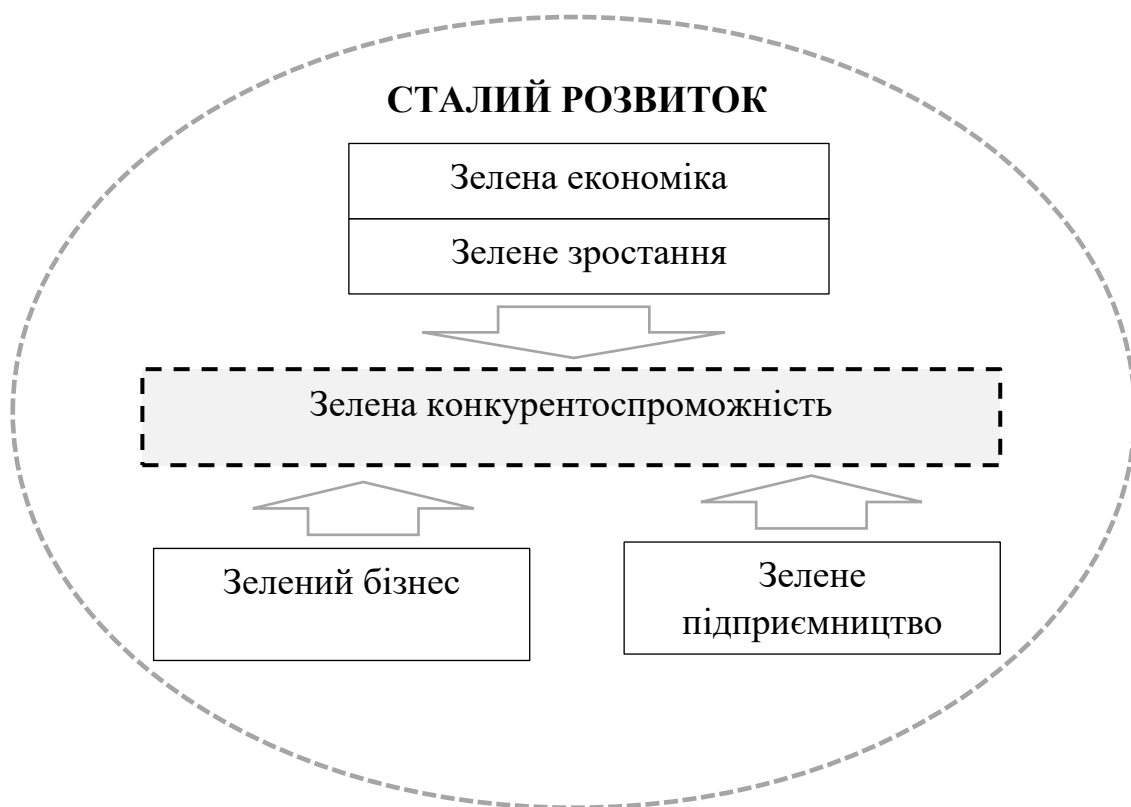 СТАЛИЙ РОЗВИТОК
Зелена економіка
Зелене зростання
Зелена конкурентоспроможність
Зелений бізнес
Зелене
підприємництво